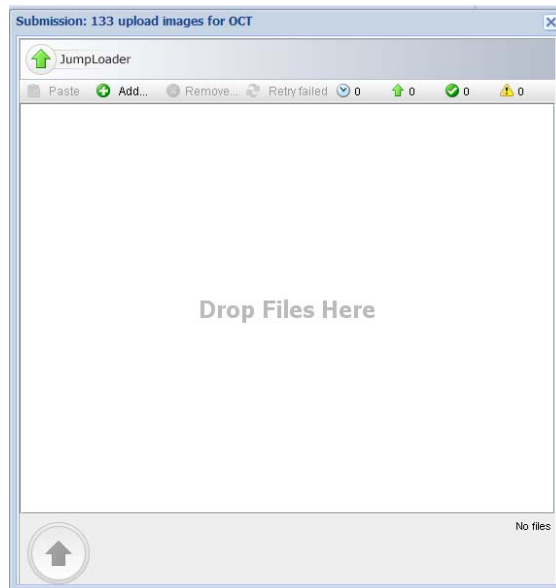 Submission: 133 upload images for OCT
JumpLoader
Paste Add... Remove... Retry failed 0 0 0 0
Drop Files Here
No files